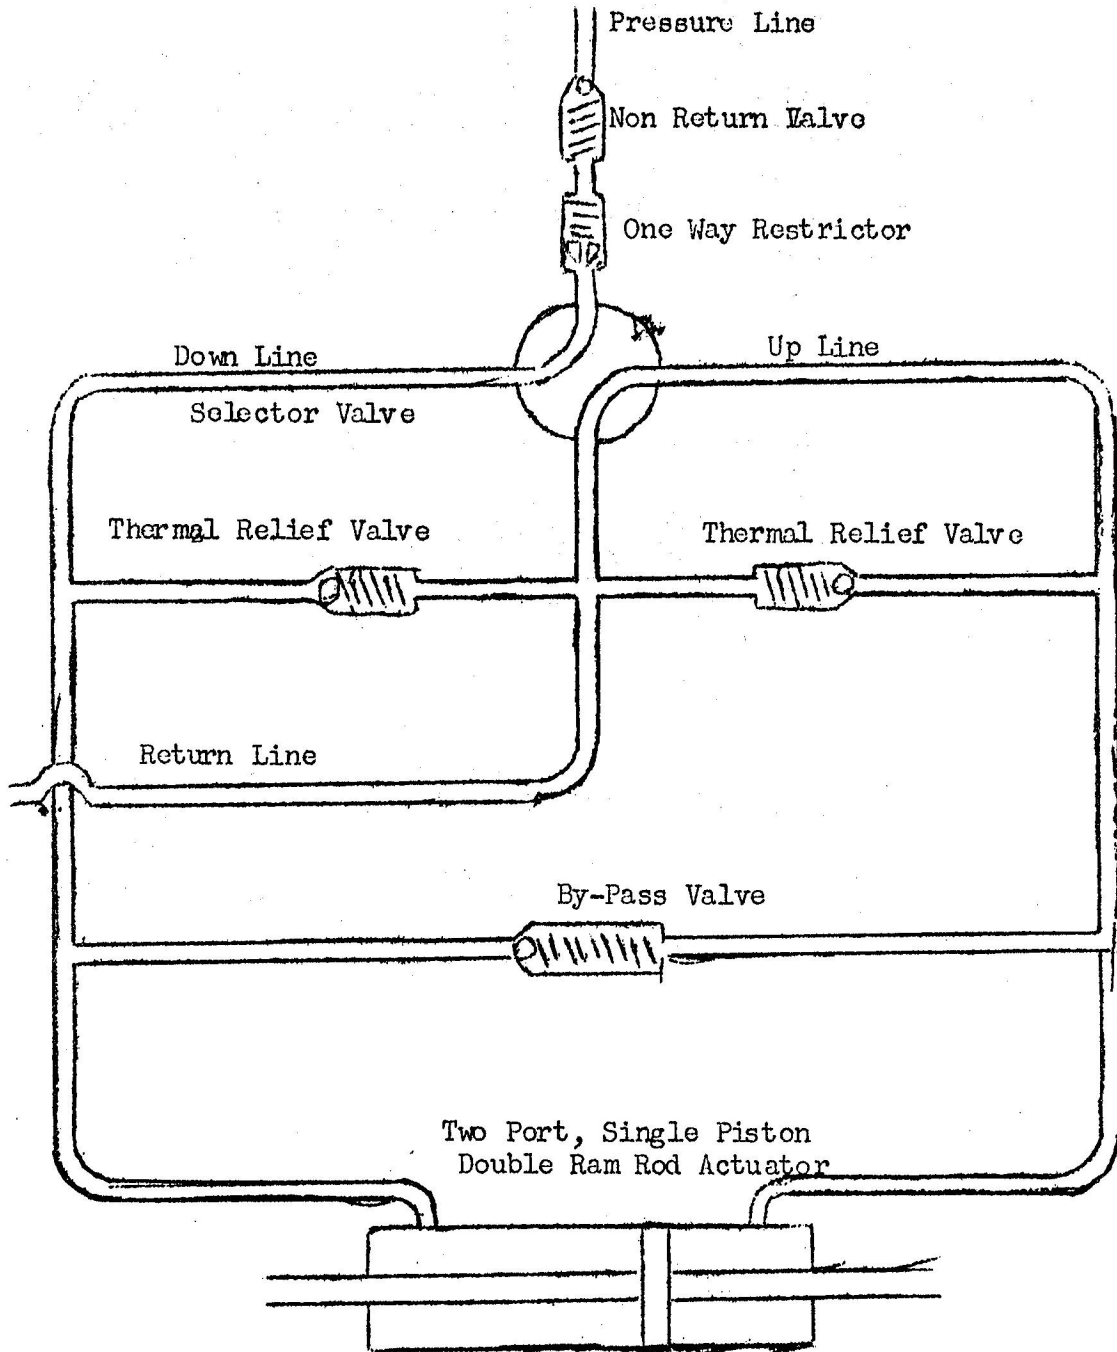 Pressure Line
Non Return Valve
One Way Restrictor
Down Line
Up Line
Selector Valve
Thermal Relief Valve
Thermal Relief Valve
Return Line
By-Pass Valve
Two Port, Single Piston
Double Ram Rod Actuator